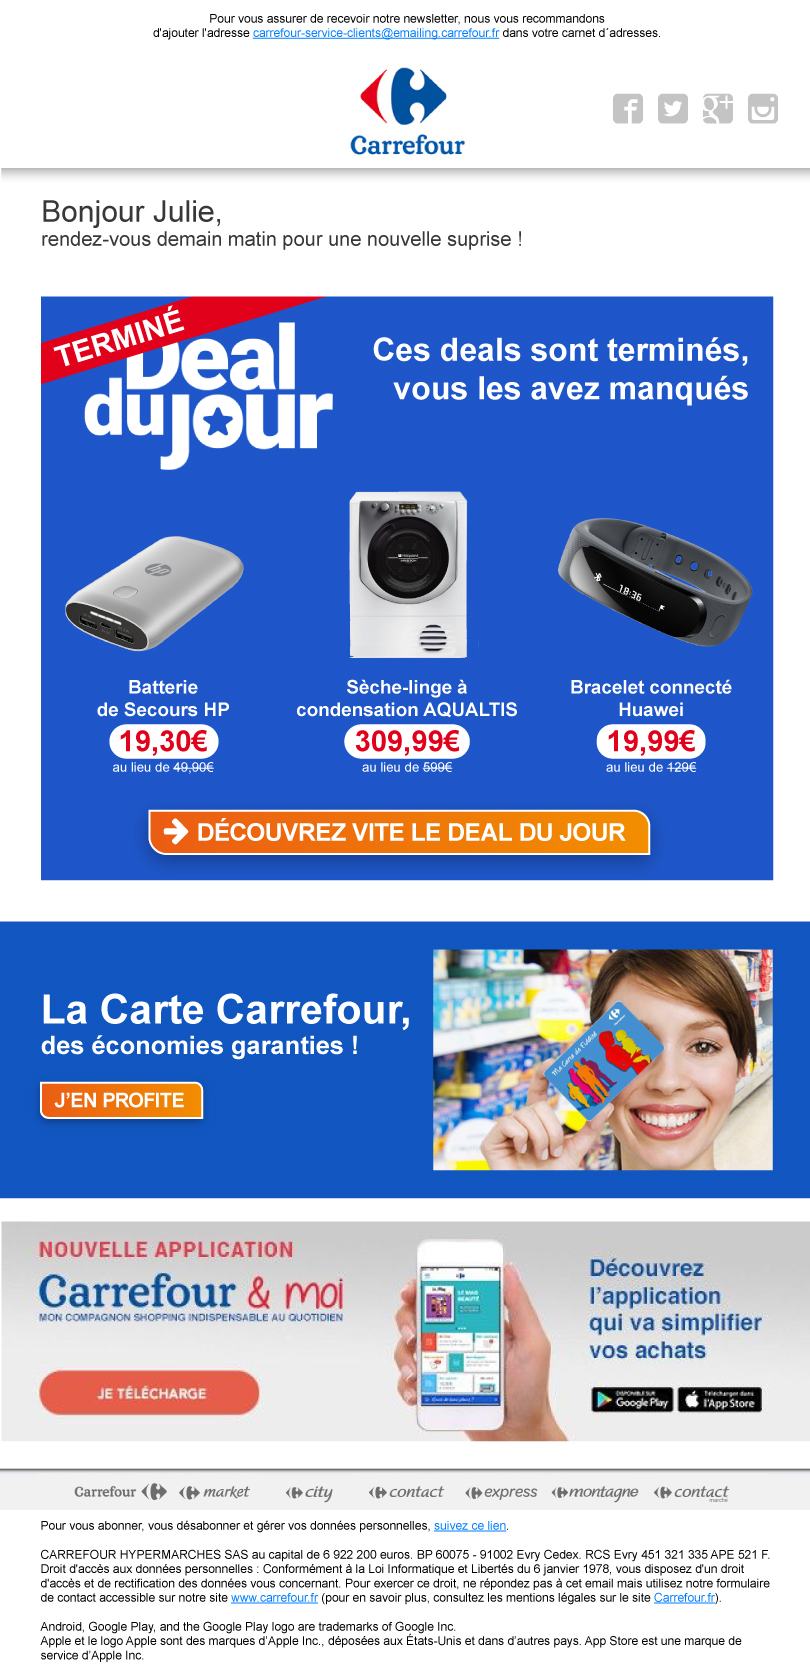 Pour vous assurer de recevoir notre newsletter, nous vous recommandons
d'ajouter l'adresse carrefour-service-clients@emailing.carrefour.fr dans votre carnet d´adresses.
Carrefour
Bonjour Julie,
rendez-vous demain matin pour une nouvelle suprise !
TERMINÉ
Deal
du jour
Ces deals sont terminés,
vous les avez manqués
hp
18:36
Batterie
de Secours HP
19,30€
au lieu de 49,90€
Sèche-linge à
condensation AQUALTIS
309,99€
au lieu de 599€
Bracelet connecté
Huawei
19,99€
au lieu de 129€
DÉCOUVREZ VITE LE DEAL DU JOUR
La Carte Carrefour,
des économies garanties !
J'EN PROFITE
Ma Carte de Fidélité
NOUVELLE APPLICATION
Carrefour & moi
MON COMPAGNON SHOPPING INDISPENSABLE AU QUOTIDIEN
JE TÉLÉCHARGE
Découvrez
l'application
qui va simplifier
vos achats
DISPONIBLE SUR
Google Play
Télécharger dans
l'App Store
Carrefour market city contact express montagne contact
marché
Pour vous abonner, vous désabonner et gérer vos données personnelles, suivez ce lien.
CARREFOUR HYPERMARCHES SAS au capital de 6 922 200 euros. BP 60075 - 91002 Evry Cedex. RCS Evry 451 321 335 APE 521 F.
Droit d'accès aux données personnelles : Conformément à la Loi Informatique et Libertés du 6 janvier 1978, vous disposez d'un droit
d'accès et de rectification des données vous concernant. Pour exercer ce droit, ne répondez pas à cet email mais utilisez notre formulaire
de contact accessible sur notre site www.carrefour.fr (pour en savoir plus, consultez les mentions légales sur le site Carrefour.fr).
Android, Google Play, and the Google Play logo are trademarks of Google Inc.
Apple et le logo Apple sont des marques d'Apple Inc., déposées aux États-Unis et dans d'autres pays. App Store est une marque de
service d'Apple Inc.